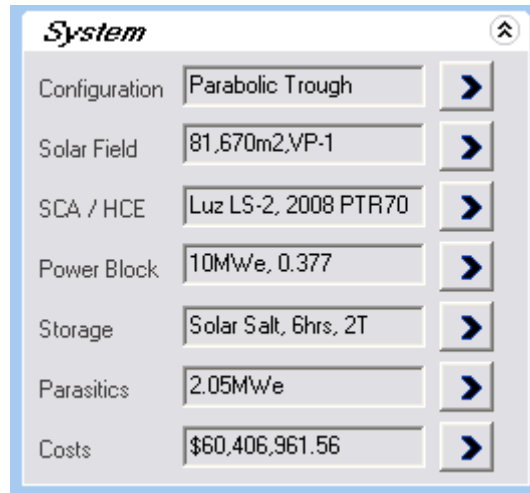 System
Configuration Parabolic Trough
Solar Field 81,670m2,VP-1
SCA / HCE Luz LS-2, 2008 PTR70
Power Block 10MWe, 0.377
Storage Solar Salt, 6hrs, 2T
Parasitics 2.05MWe
Costs $60,406,961.56